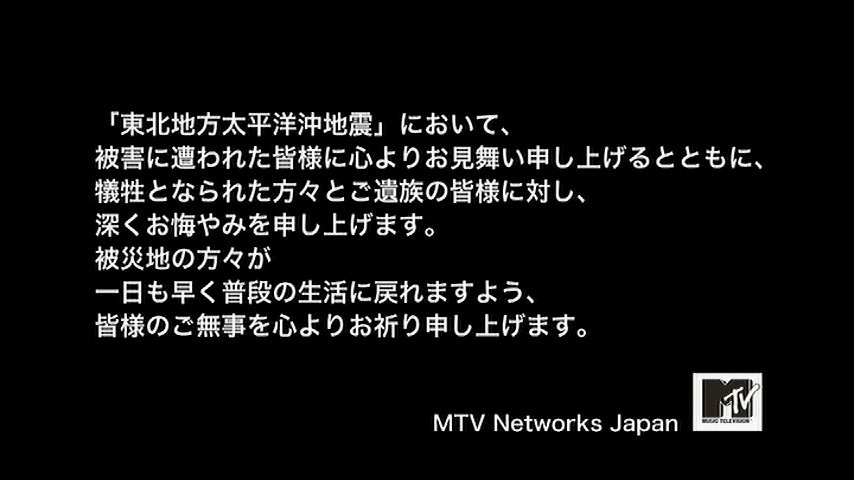 「東北地方太平洋沖地震」において、
被害に遭われた皆様に心よりお見舞い申し上げるとともに、
犠牲となられた方々とご遺族の皆様に対し、
深くお悔やみを申し上げます。
被災地の方々が
一日も早く普段の生活に戻れますよう、
皆様のご無事を心よりお祈り申し上げます。
MTV Networks Japan
MTV
MUSIC TELEVISION